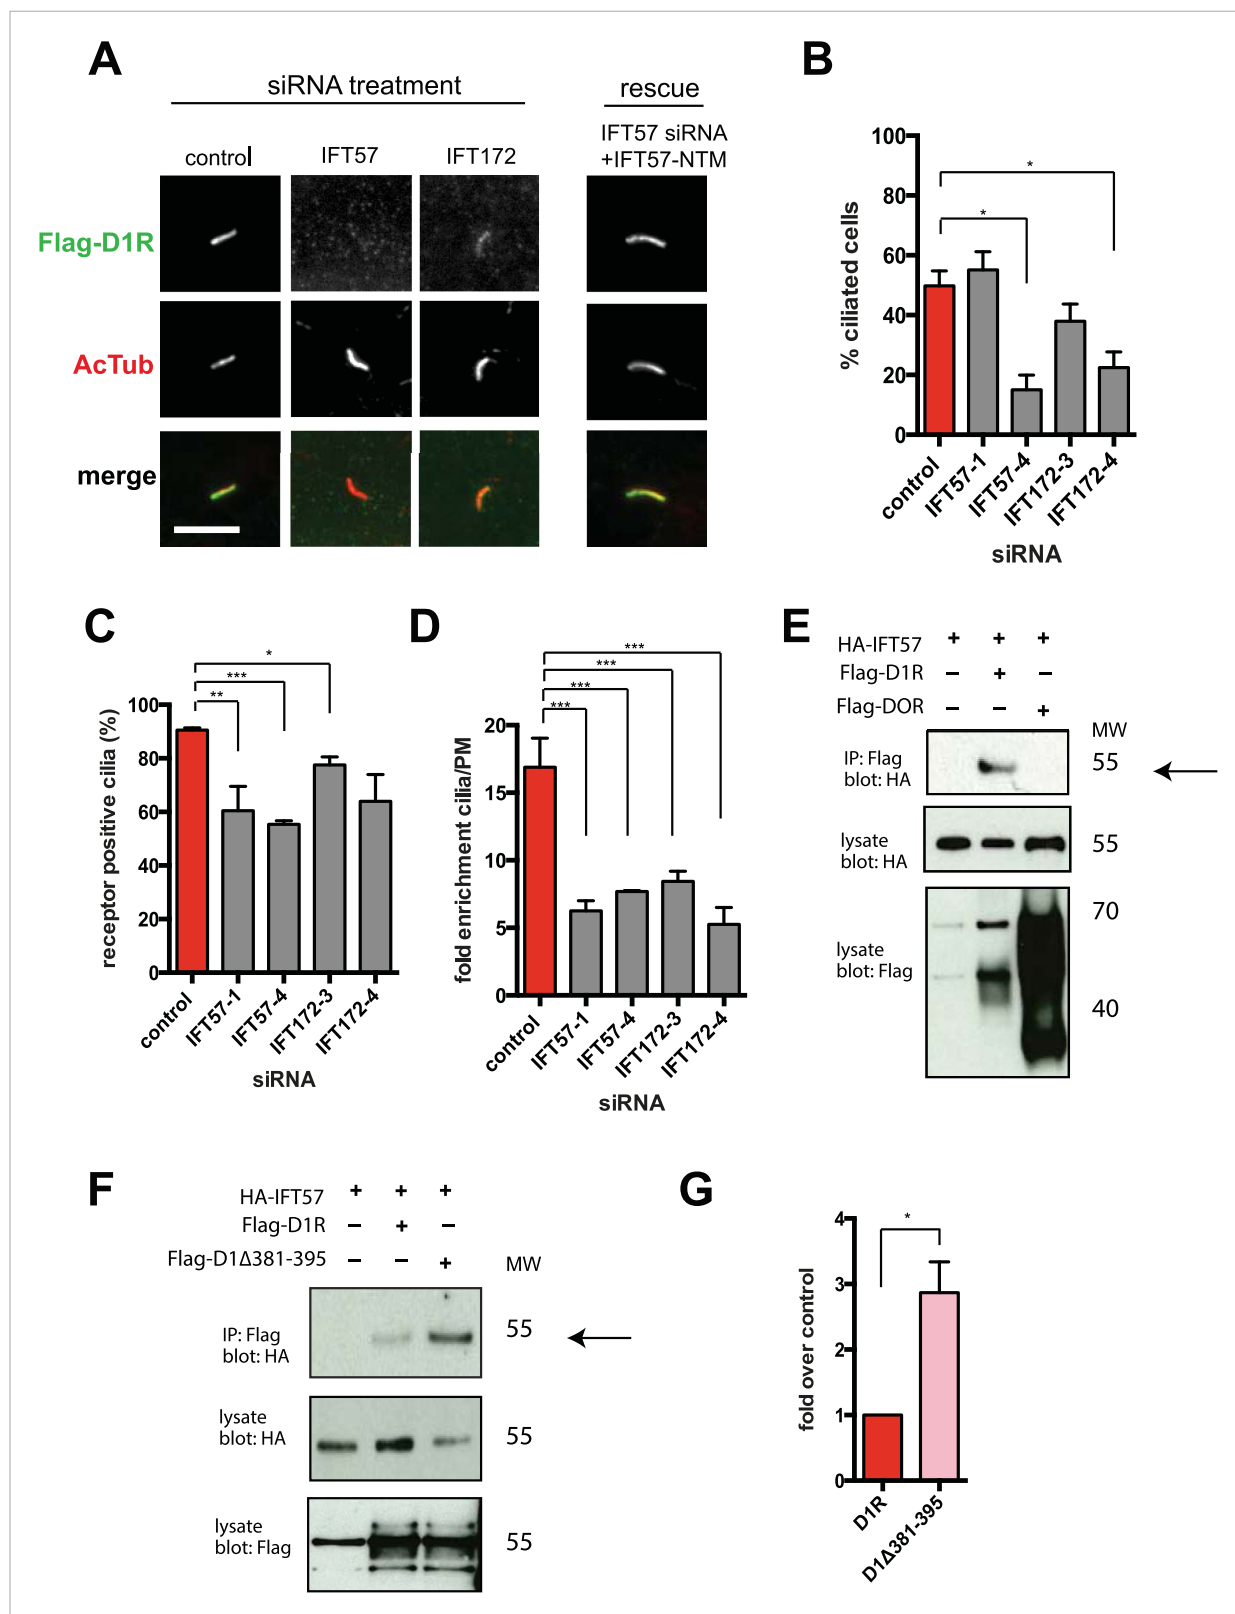 A
siRNA treatment
rescue
control
IFT57
IFT172
IFT57 siRNA
+IFT57-NTM
Flag-D1R
AcTub
merge
B
% ciliated cells
100
80
60
40
20
0
*
*
control
IFT57-1
IFT57-4
IFT172-3
IFT172-4
siRNA
C
receptor positive cilia (%)
100
80
60
40
20
0
*
***
**
control
IFT57-1
IFT57-4
IFT172-3
IFT172-4
siRNA
D
fold enrichment cilia/PM
20
15
10
5
0
***
***
***
***
control
IFT57-1
IFT57-4
IFT172-3
IFT172-4
siRNA
E
HA-IFT57 + + +
Flag-D1R – + –
Flag-DOR – – +
MW
IP: Flag
blot: HA
55
lysate
blot: HA
55
lysate
blot: Flag
70
40
F
HA-IFT57 + + +
Flag-D1R – + –
Flag-D1Δ381-395 – – +
MW
IP: Flag
blot: HA
55
lysate
blot: HA
55
lysate
blot: Flag
55
G
fold over control
4
3
2
1
0
*
D1R
D1Δ381-395